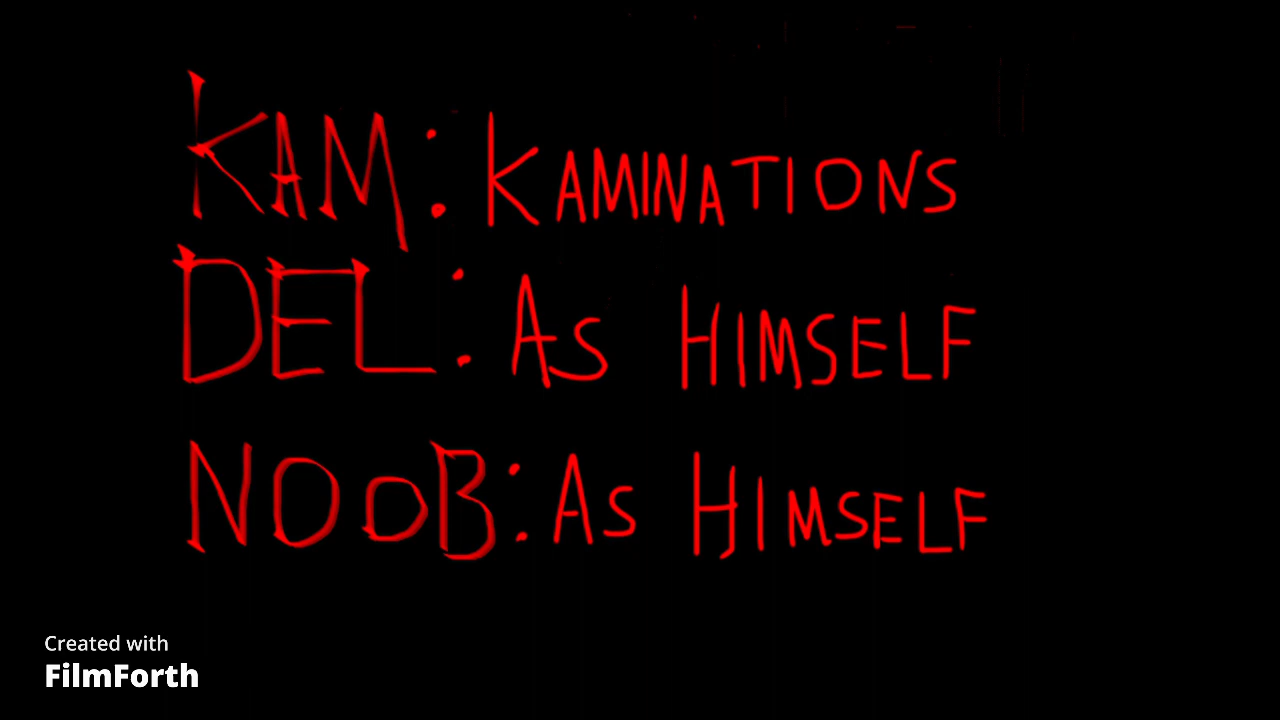 KAM: KAMINATIONS
DEL: AS HIMSELF
NOOB: AS HIMSELF
Created with
FilmForth